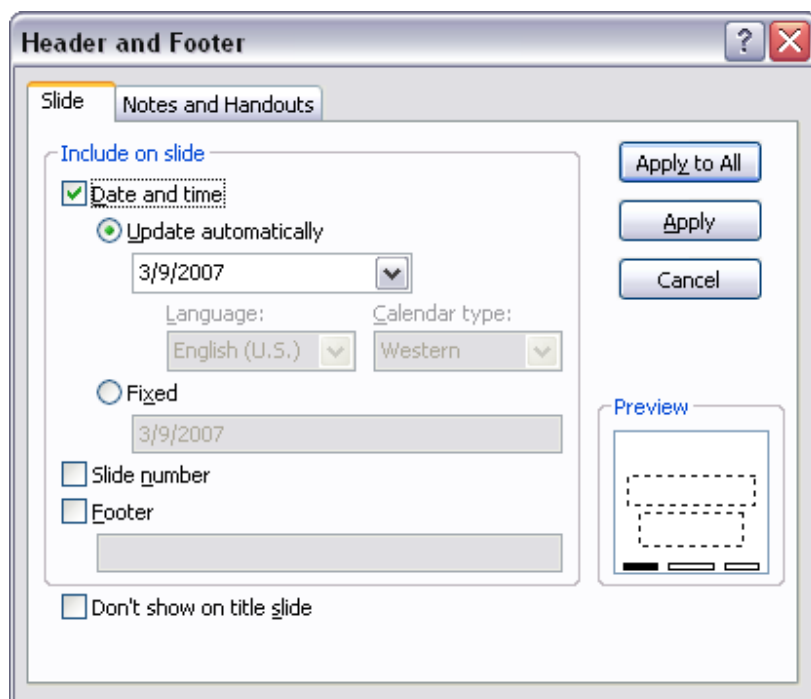 Header and Footer
Slide Notes and Handouts
Include on slide
Date and time
Update automatically
3/9/2007
Language: Calendar type:
English (U.S.) Western
Fixed
3/9/2007
Slide number
Footer
Don't show on title slide
Apply to All
Apply
Cancel
Preview